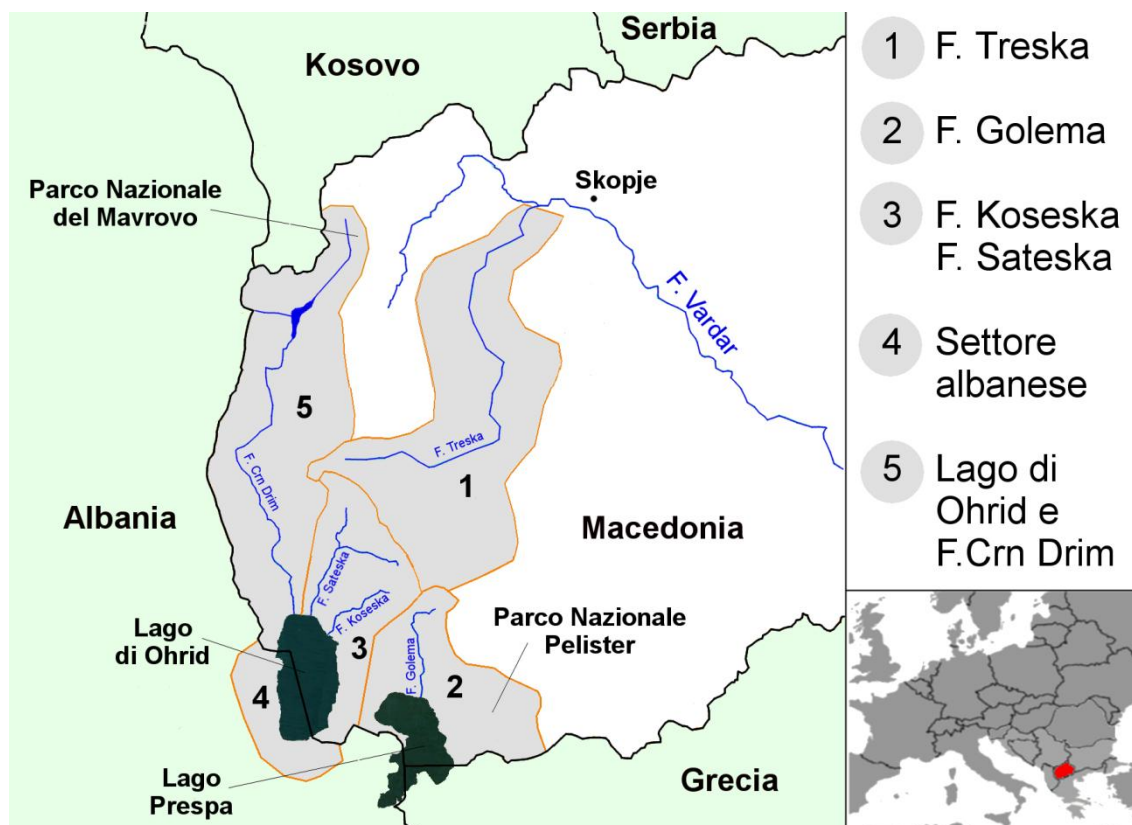 Serbia
Kosovo
Parco Nazionale
del Mavrovo
Skopje
F. Vardar
5
F. Treska
1
F. Crn Drim
Albania
Macedonia
F. Sateska
F. Koseska
Parco Nazionale
Pelister
Lago
di Ohrid
3
F. Golema
2
4
Lago
Prespa
Grecia
1 F. Treska
2 F. Golema
3 F. Koseska
F. Sateska
4 Settore
albanese
5 Lago di
Ohrid e
F.Crn Drim